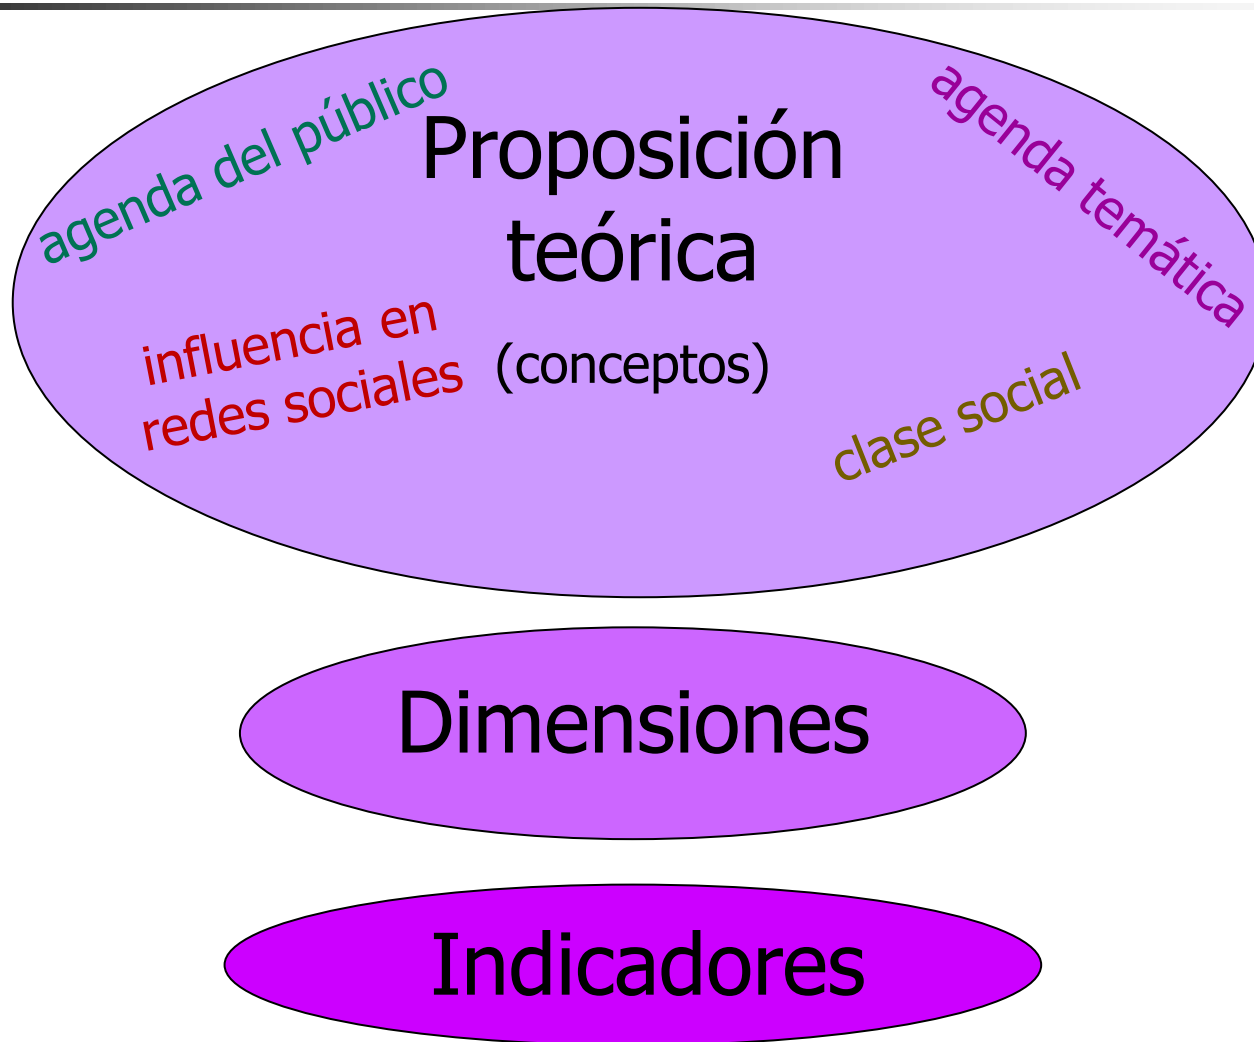 agenda del público
Proposición
teórica
(conceptos)
agenda temática
influencia en
redes sociales
clase social
Dimensiones
Indicadores